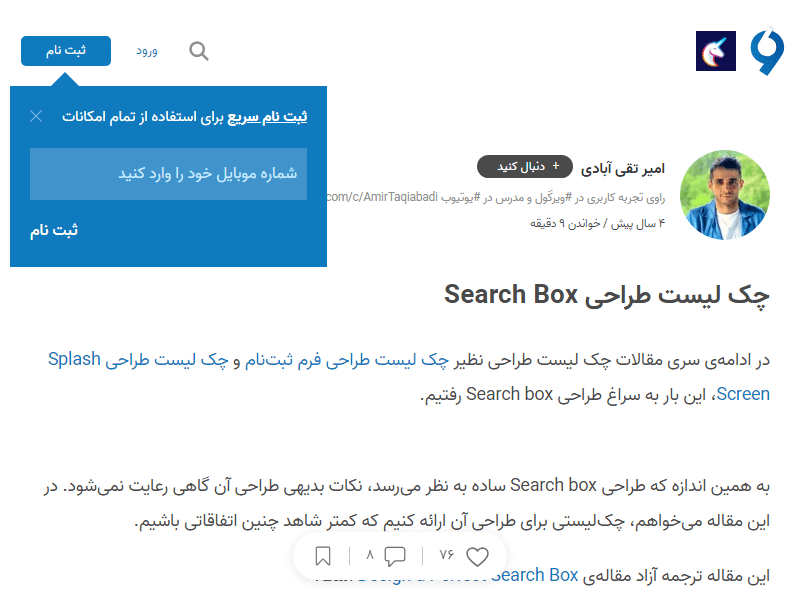 ثبت نام
ورود
ثبت نام سریع برای استفاده از تمام امکانات
شماره موبایل خود را وارد کنید
ثبت نام
امیر تقی آبادی
+ دنبال کنید
راوی تجربه کاربری در #ویرگول و مدرس در #یوتیوب com/c/AmirTaqiabadi
۴ سال پیش / خواندن ۹ دقیقه
چک لیست طراحی Search Box
در ادامه‌ی سری مقالات چک لیست طراحی نظیر چک لیست طراحی فرم ثبت‌نام و چک لیست طراحی Splash
Screen، این بار به سراغ طراحی Search box رفتیم.
به همین اندازه که طراحی Search box ساده به نظر می‌رسد، نکات بدیهی طراحی آن گاهی رعایت نمی‌شود. در
این مقاله می‌خواهم، چک‌لیستی برای طراحی آن ارائه کنیم که کمتر شاهد چنین اتفاقاتی باشیم.
این مقاله ترجمه آزاد مقاله‌ی Search Box
۷۶
۸